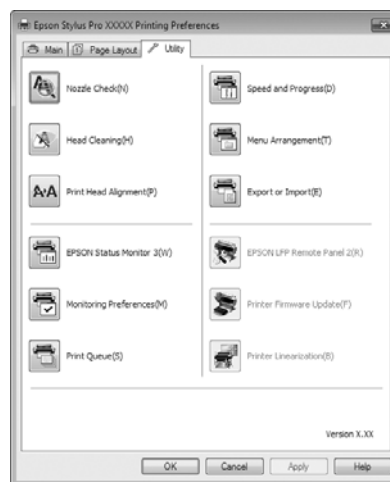 Epson Stylus Pro XXXXX Printing Preferences
Main
Page Layout
Utility
Nozzle Check(N)
Head Cleaning(H)
Print Head Alignment(P)
EPSON Status Monitor 3(W)
Monitoring Preferences(M)
Print Queue(S)
Speed and Progress(D)
Menu Arrangement(T)
Export or Import(E)
EPSON LFP Remote Panel 2(R)
Printer Firmware Update(F)
Printer Linearization(B)
Version X.XX
OK
Cancel
Apply
Help